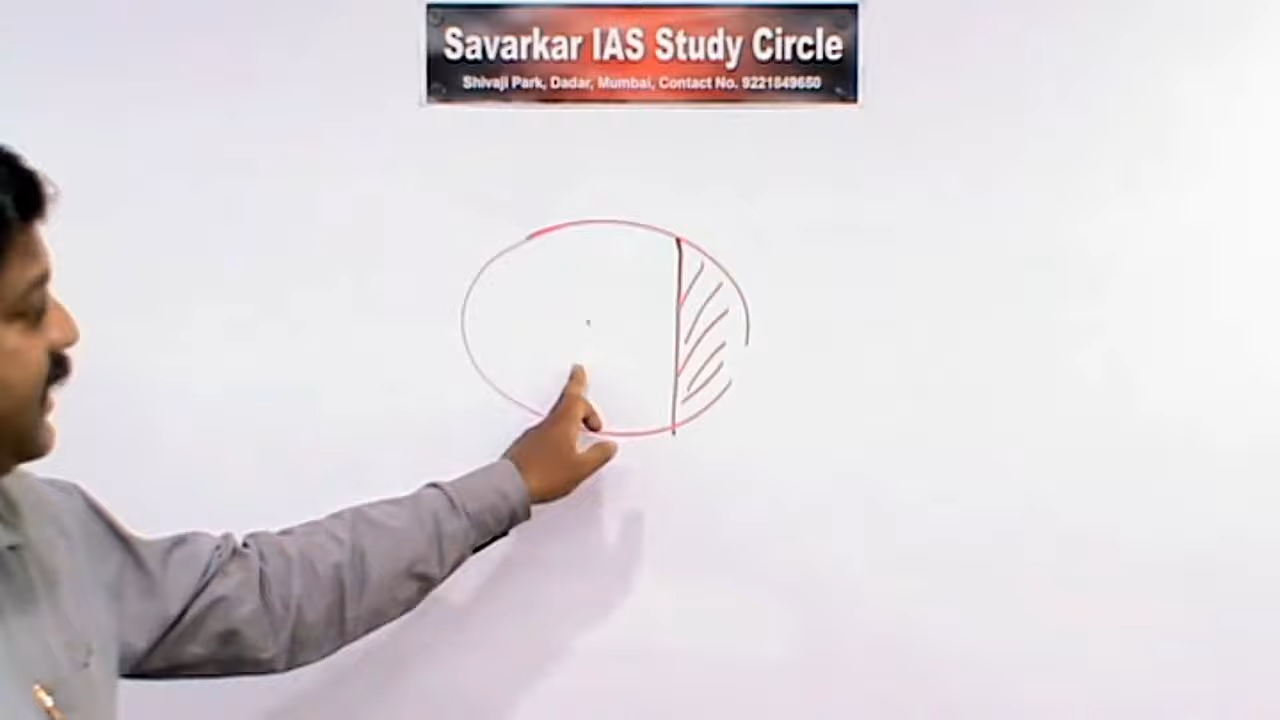 Savarkar IAS Study Circle
Shivaji Park, Dadar, Mumbai, Contact No. 9221849650